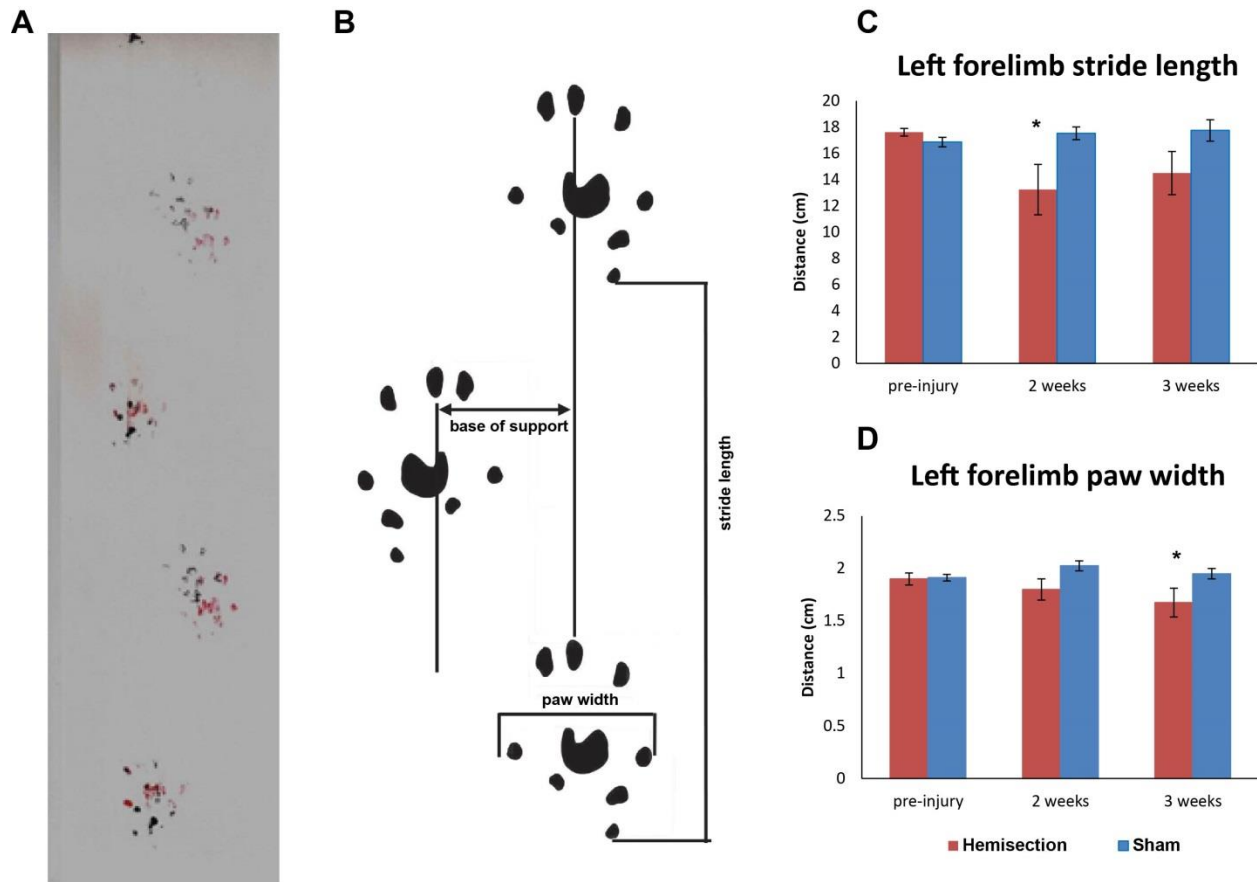 A
B
base of support
stride length
paw width
C
Left forelimb stride length
Distance (cm)
20
18
16
14
12
10
8
6
4
2
0
*
pre-injury
2 weeks
3 weeks
D
Left forelimb paw width
Distance (cm)
2.5
2
1.5
1
0.5
0
*
pre-injury
2 weeks
3 weeks
Hemisection
Sham